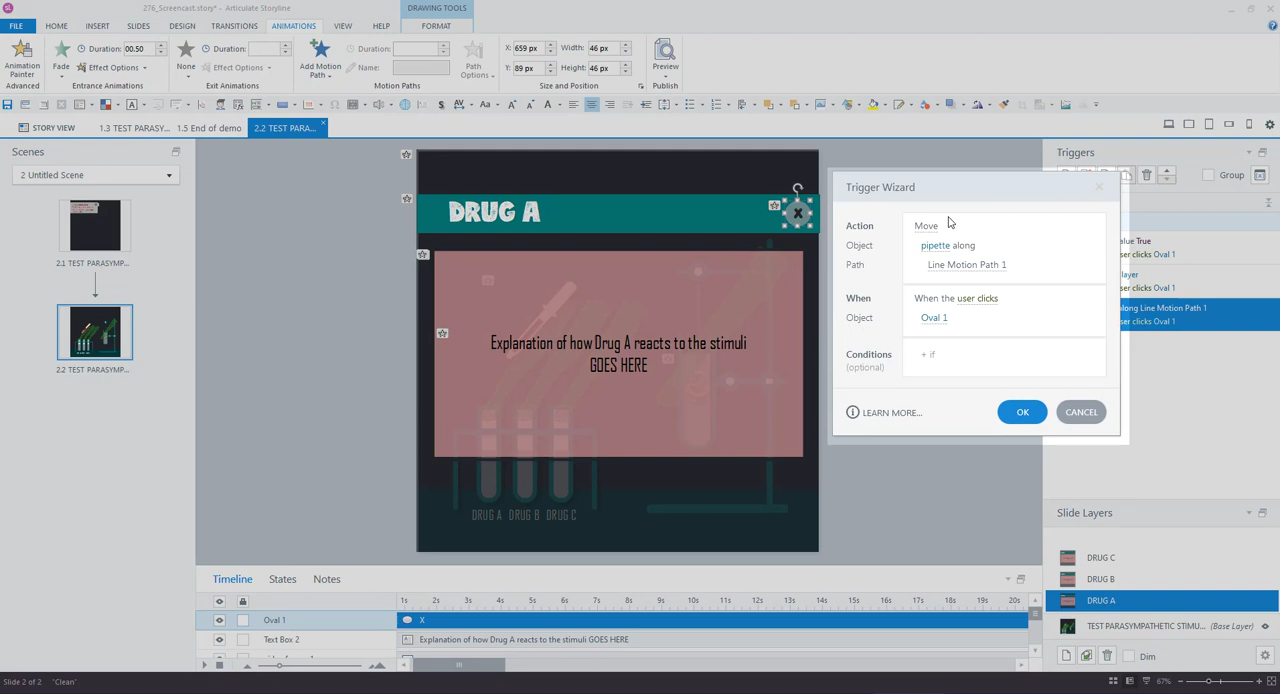 276_Screencast.story* - Articulate Storyline
DRAWING TOOLS
FILE HOME INSERT SLIDES DESIGN TRANSITIONS ANIMATIONS VIEW HELP FORMAT
Animation Painter
Advanced
Fade
Duration: 00.50
Effect Options
Entrance Animations
None
Duration:
Effect Options
Exit Animations
Add Motion Path
Duration:
Name:
Path Options
Motion Paths
X: 659 px Width: 46 px
Y: 89 px Height: 46 px
Size and Position
Preview
Publish
STORY VIEW 1.3 TEST PARASYM... 1.5 End of demo 2.2 TEST PARA...
Scenes
2 Untitled Scene
2.1 TEST PARASYMP...
2.2 TEST PARASYMP...
DRUG A
X
Explanation of how Drug A reacts to the stimuli
GOES HERE
DRUG A DRUG B DRUG C
Triggers
Group
Trigger Wizard
Action Move
Object pipette along
Path Line Motion Path 1
When When the user clicks
Object Oval 1
Conditions + if
(optional)
LEARN MORE...
OK CANCEL
alue True
user clicks Oval 1
layer
user clicks Oval 1
along Line Motion Path 1
user clicks Oval 1
Slide Layers
DRUG C
DRUG B
DRUG A
TEST PARASYMPATHETIC STIMU... (Base Layer)
Dim
Timeline States Notes
1s 2s 3s 4s 5s 6s 7s 8s 9s 10s 11s 12s 13s 14s 15s 16s 17s 18s 19s 20s
Oval 1 X
Text Box 2 Explanation of how Drug A reacts to the stimuli GOES HERE
Slide 2 of 2 "Clean"
67%